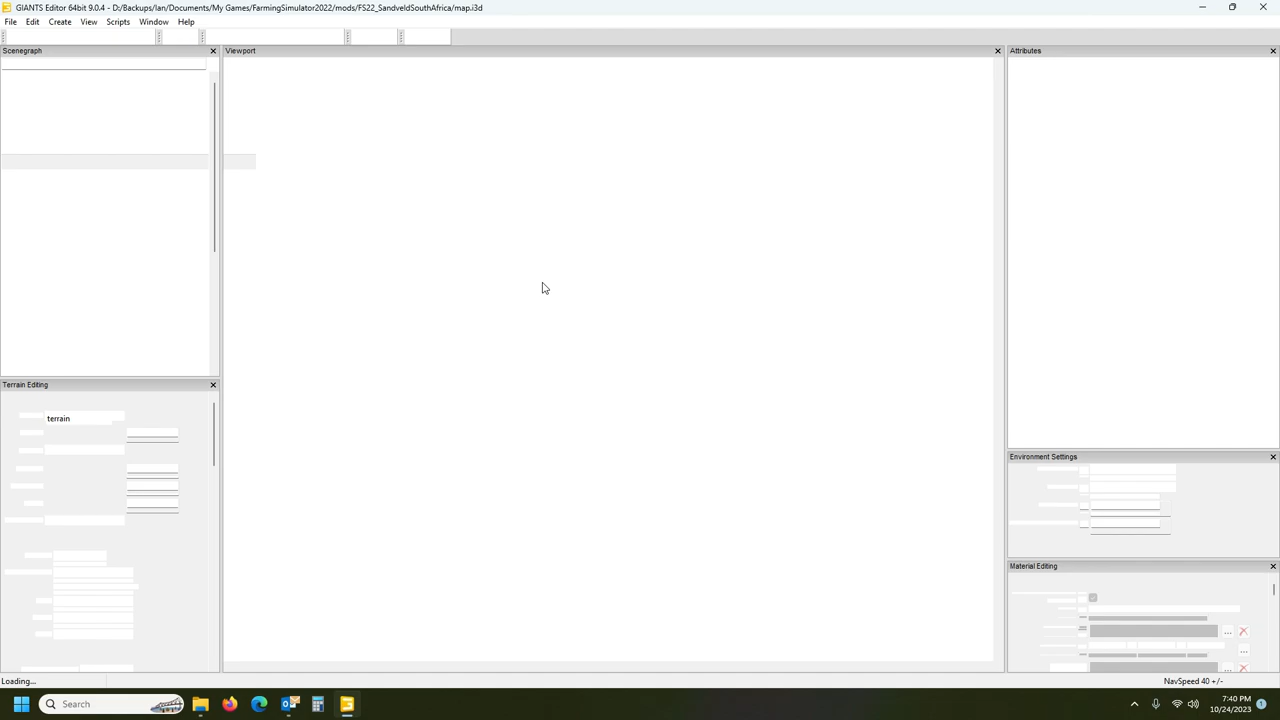 GIANTS Editor 64bit 9.0.4 - D:/Backups/Ian/Documents/My Games/FarmingSimulator2022/mods/FS22_SandveldSouthAfrica/map.i3d
File Edit Create View Scripts Window Help
Scenegraph
Viewport
Attributes
Terrain Editing
terrain
Environment Settings
Material Editing
...
...
...
Loading...
NavSpeed 40 +/-
Search
7:40 PM
10/24/2023
1